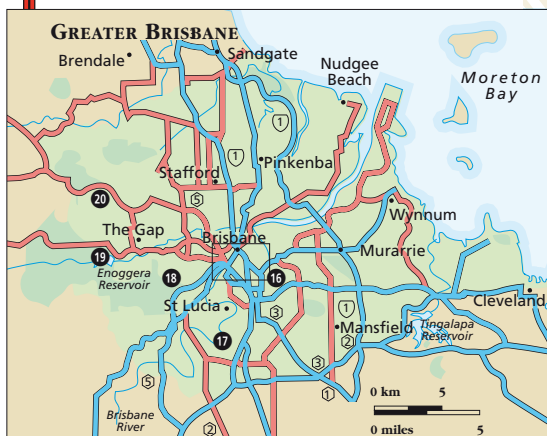 GREATER BRISBANE
Brendale
Sandgate
Nudgee
Beach
Moreton
Bay
1
1
Pinkenba
Stafford
5
20
Wynnum
The Gap
Brisbane
Murarrie
19
Enoggera
Reservoir
18
16
Cleveland
St Lucia
1
3
Mansfield
Tingalapa
Reservoir
2
17
3
5
1
0 km 5
Brisbane
River
2
0 miles 5